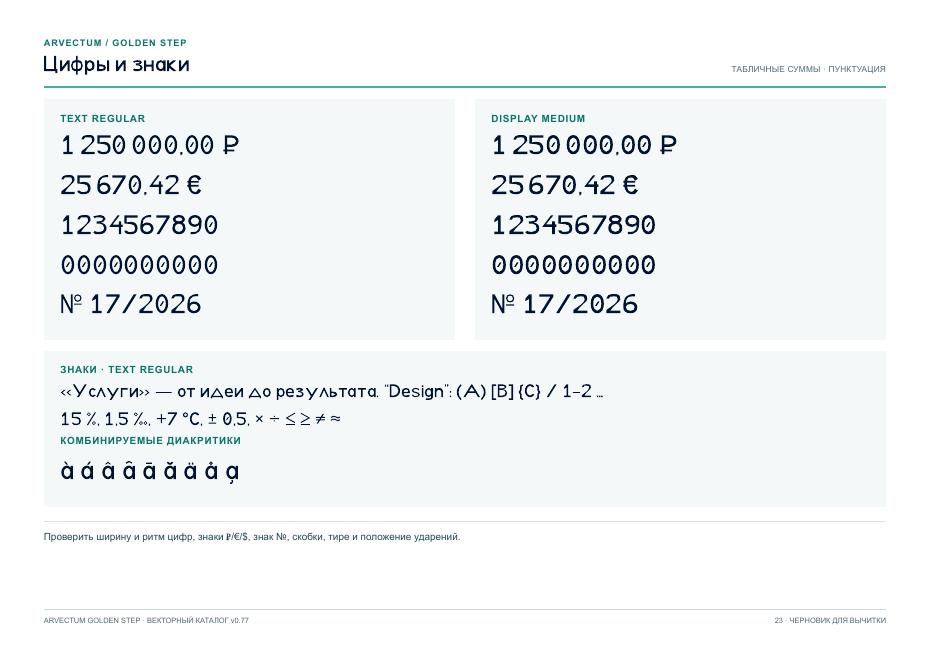 ARVECTUM / GOLDEN STEP
Цифры и знаки
ТАБЛИЧНЫЕ СУММЫ · ПУНКТУАЦИЯ
TEXT REGULAR
1 250 000,00 ₽
25 670,42 €
1234567890
0000000000
№ 17/2026
DISPLAY MEDIUM
1 250 000,00 ₽
25 670,42 €
1234567890
0000000000
№ 17/2026
ЗНАКИ · TEXT REGULAR
«Услуги» — от идеи до результата. "Design": (A) [B] {C} / 1–2 …
15 %, 1,5 ‰, +7 °C, ± 0,5, × ÷ ≤ ≥ ≠ ≈
КОМБИНИРУЕМЫЕ ДИАКРИТИКИ
à á â ȃ ā ǎ ä ȧ a̦
Проверить ширину и ритм цифр, знаки ₽/€/$, знак №, скобки, тире и положение ударений.
ARVECTUM GOLDEN STEP · ВЕКТОРНЫЙ КАТАЛОГ v0.77
23 · ЧЕРНОВИК ДЛЯ ВЫЧИТКИ